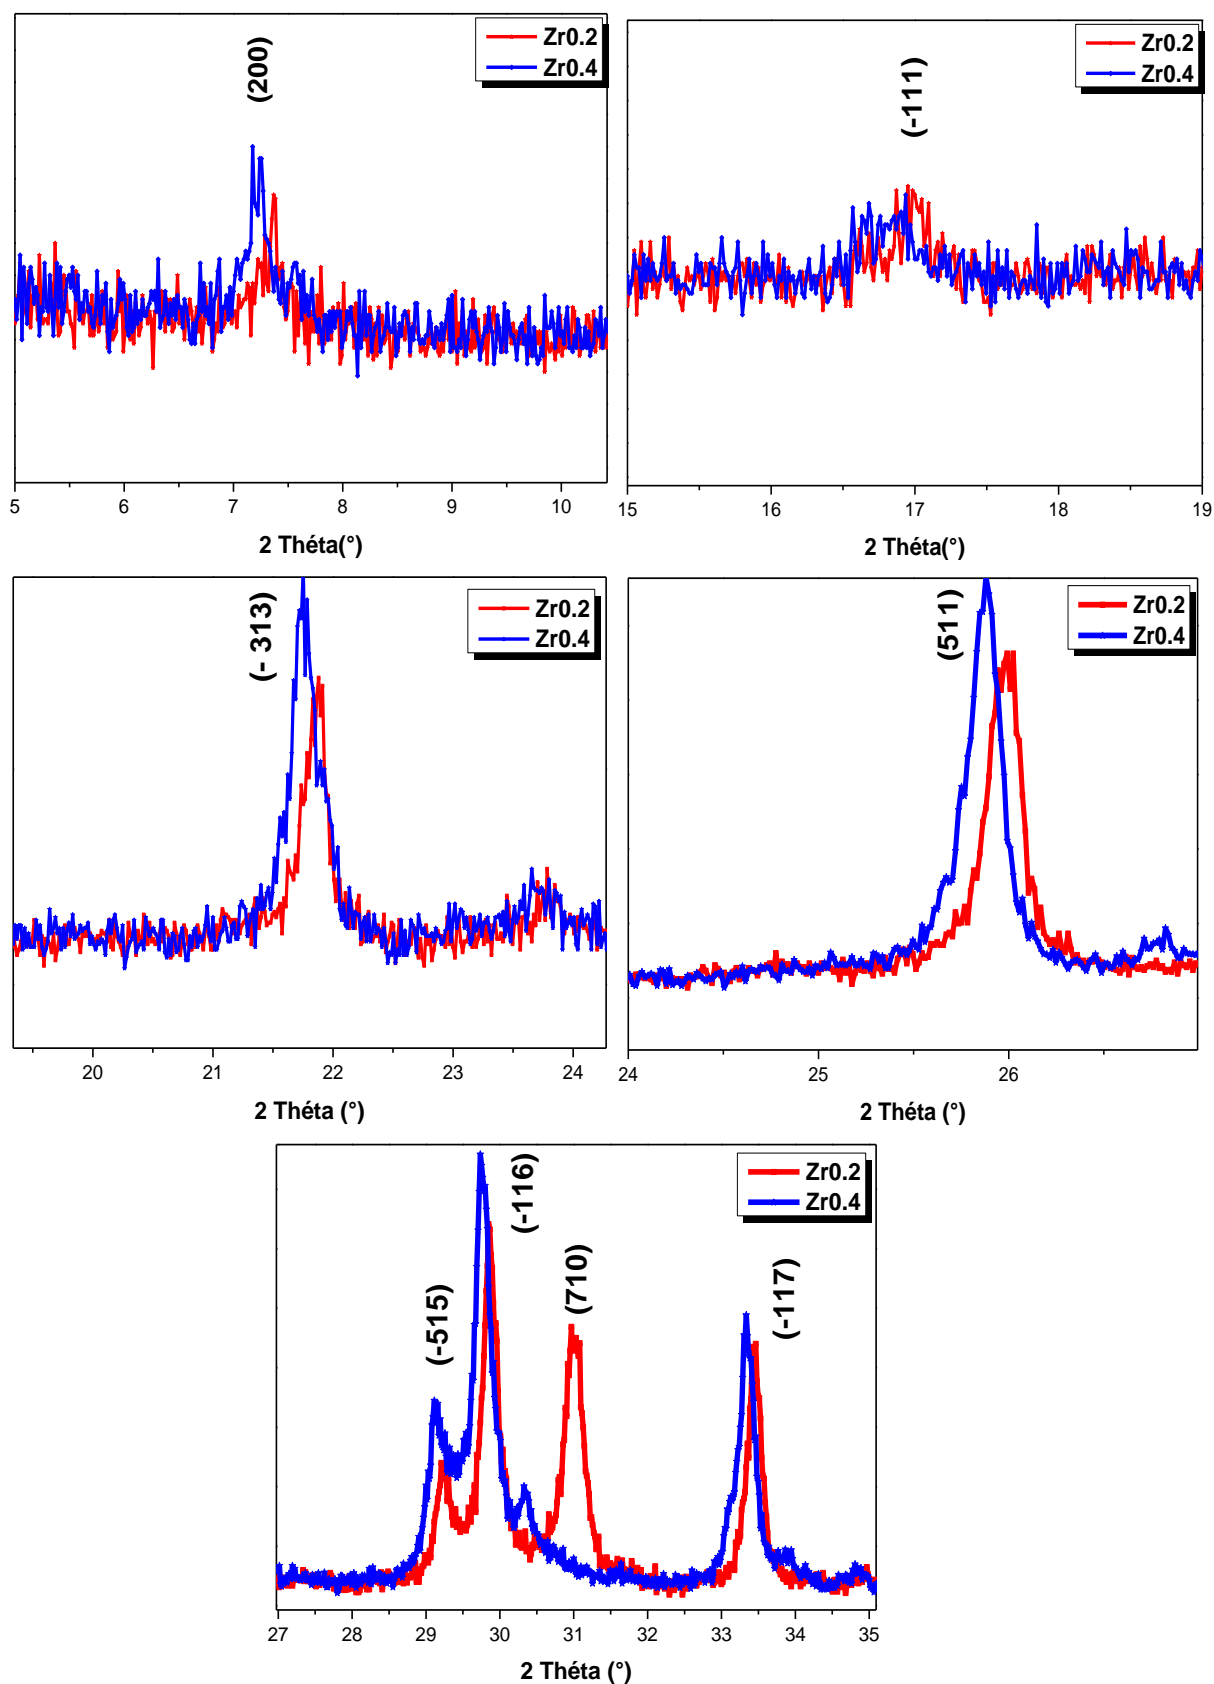 Zr0.2
Zr0.4
(200)
5 6 7 8 9 10
2 Théta(°)
Zr0.2
Zr0.4
(-111)
15 16 17 18 19
2 Théta(°)
Zr0.2
Zr0.4
(- 313)
20 21 22 23 24
2 Théta (°)
Zr0.2
Zr0.4
(511)
24 25 26
2 Théta (°)
Zr0.2
Zr0.4
(-515)
(-116)
(710)
(-117)
27 28 29 30 31 32 33 34 35
2 Théta (°)